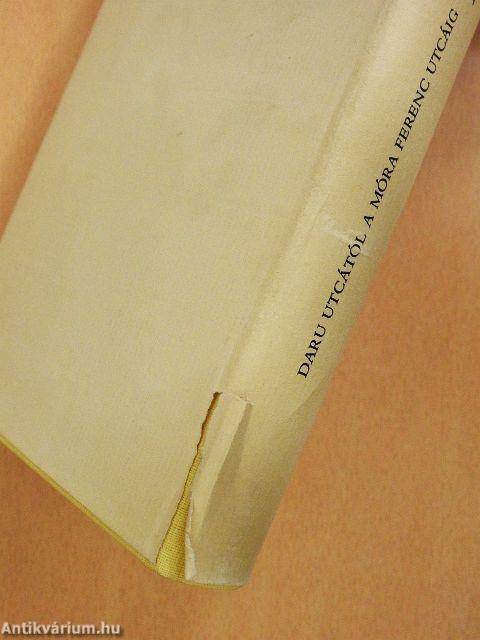 DARU UTCÁTÓL A MÓRA FERENC UTCÁIG
Antikvárium.hu